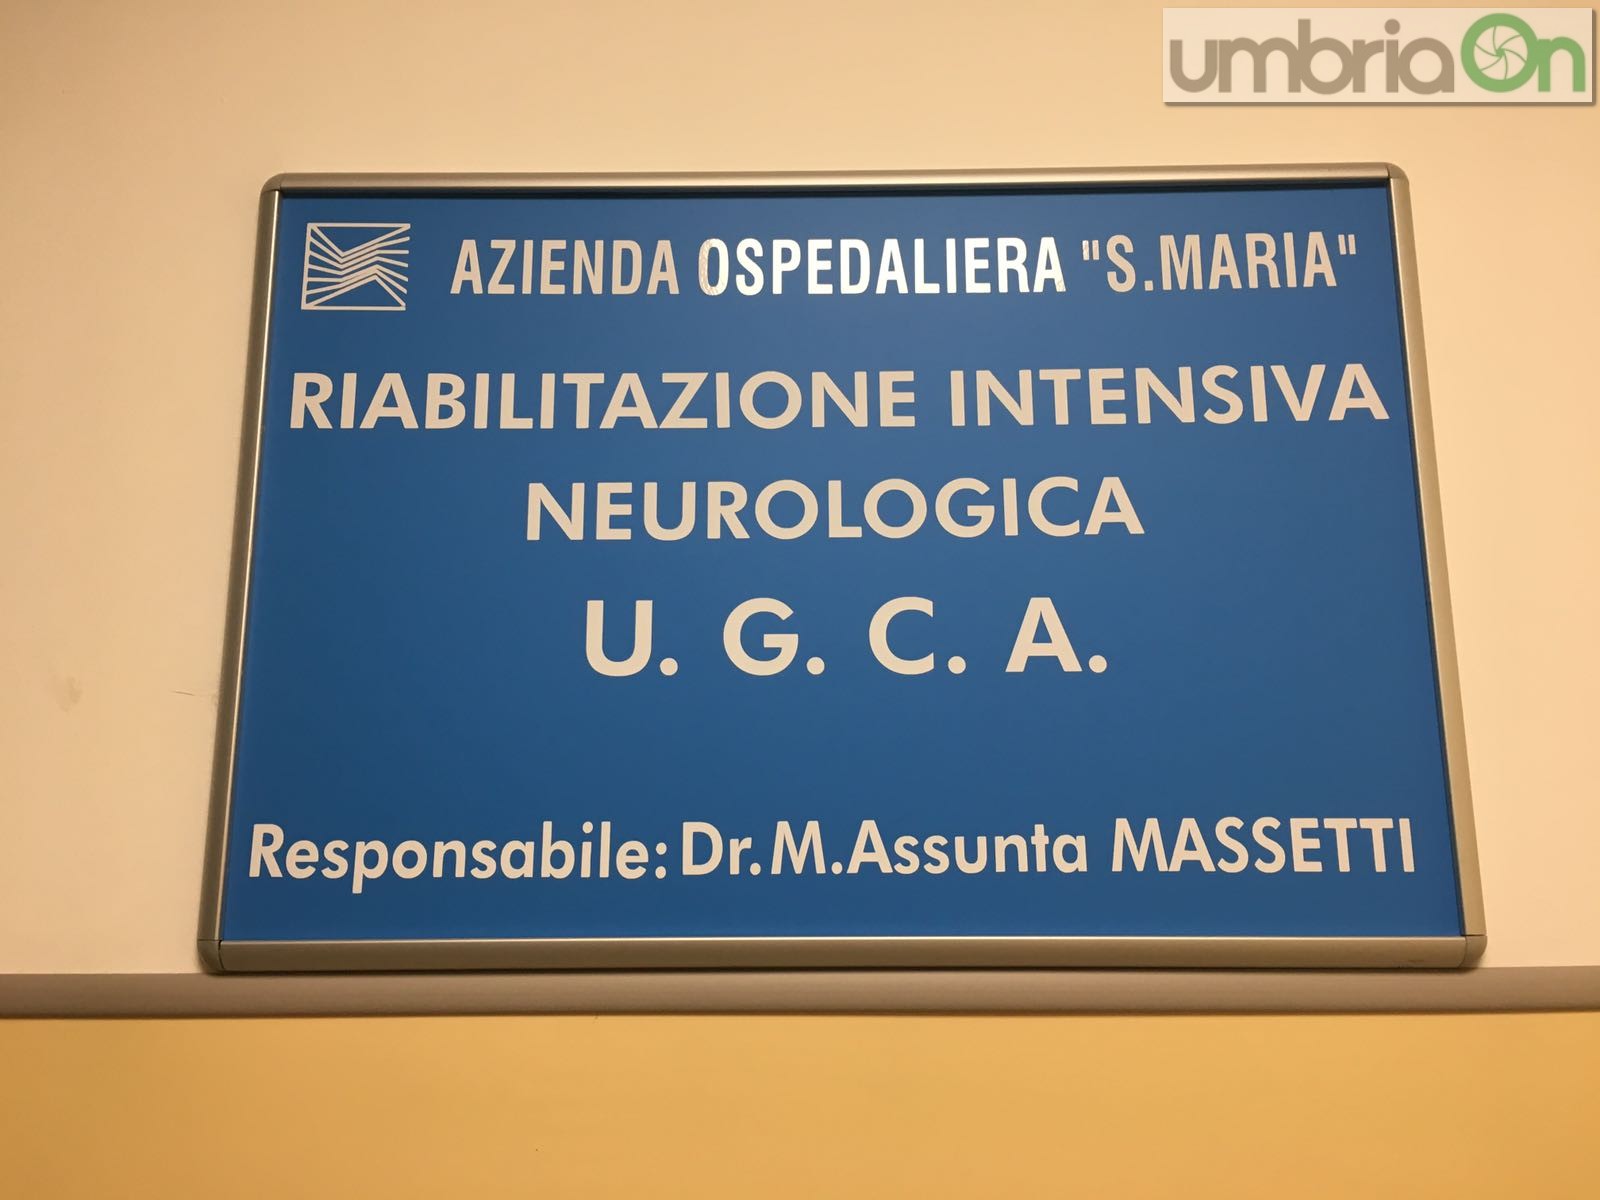 umbriaOn
AZIENDA OSPEDALIERA "S.MARIA"
RIABILITAZIONE INTENSIVA
NEUROLOGICA
U. G. C. A.
Responsabile: Dr. M. Assunta MASSETTI